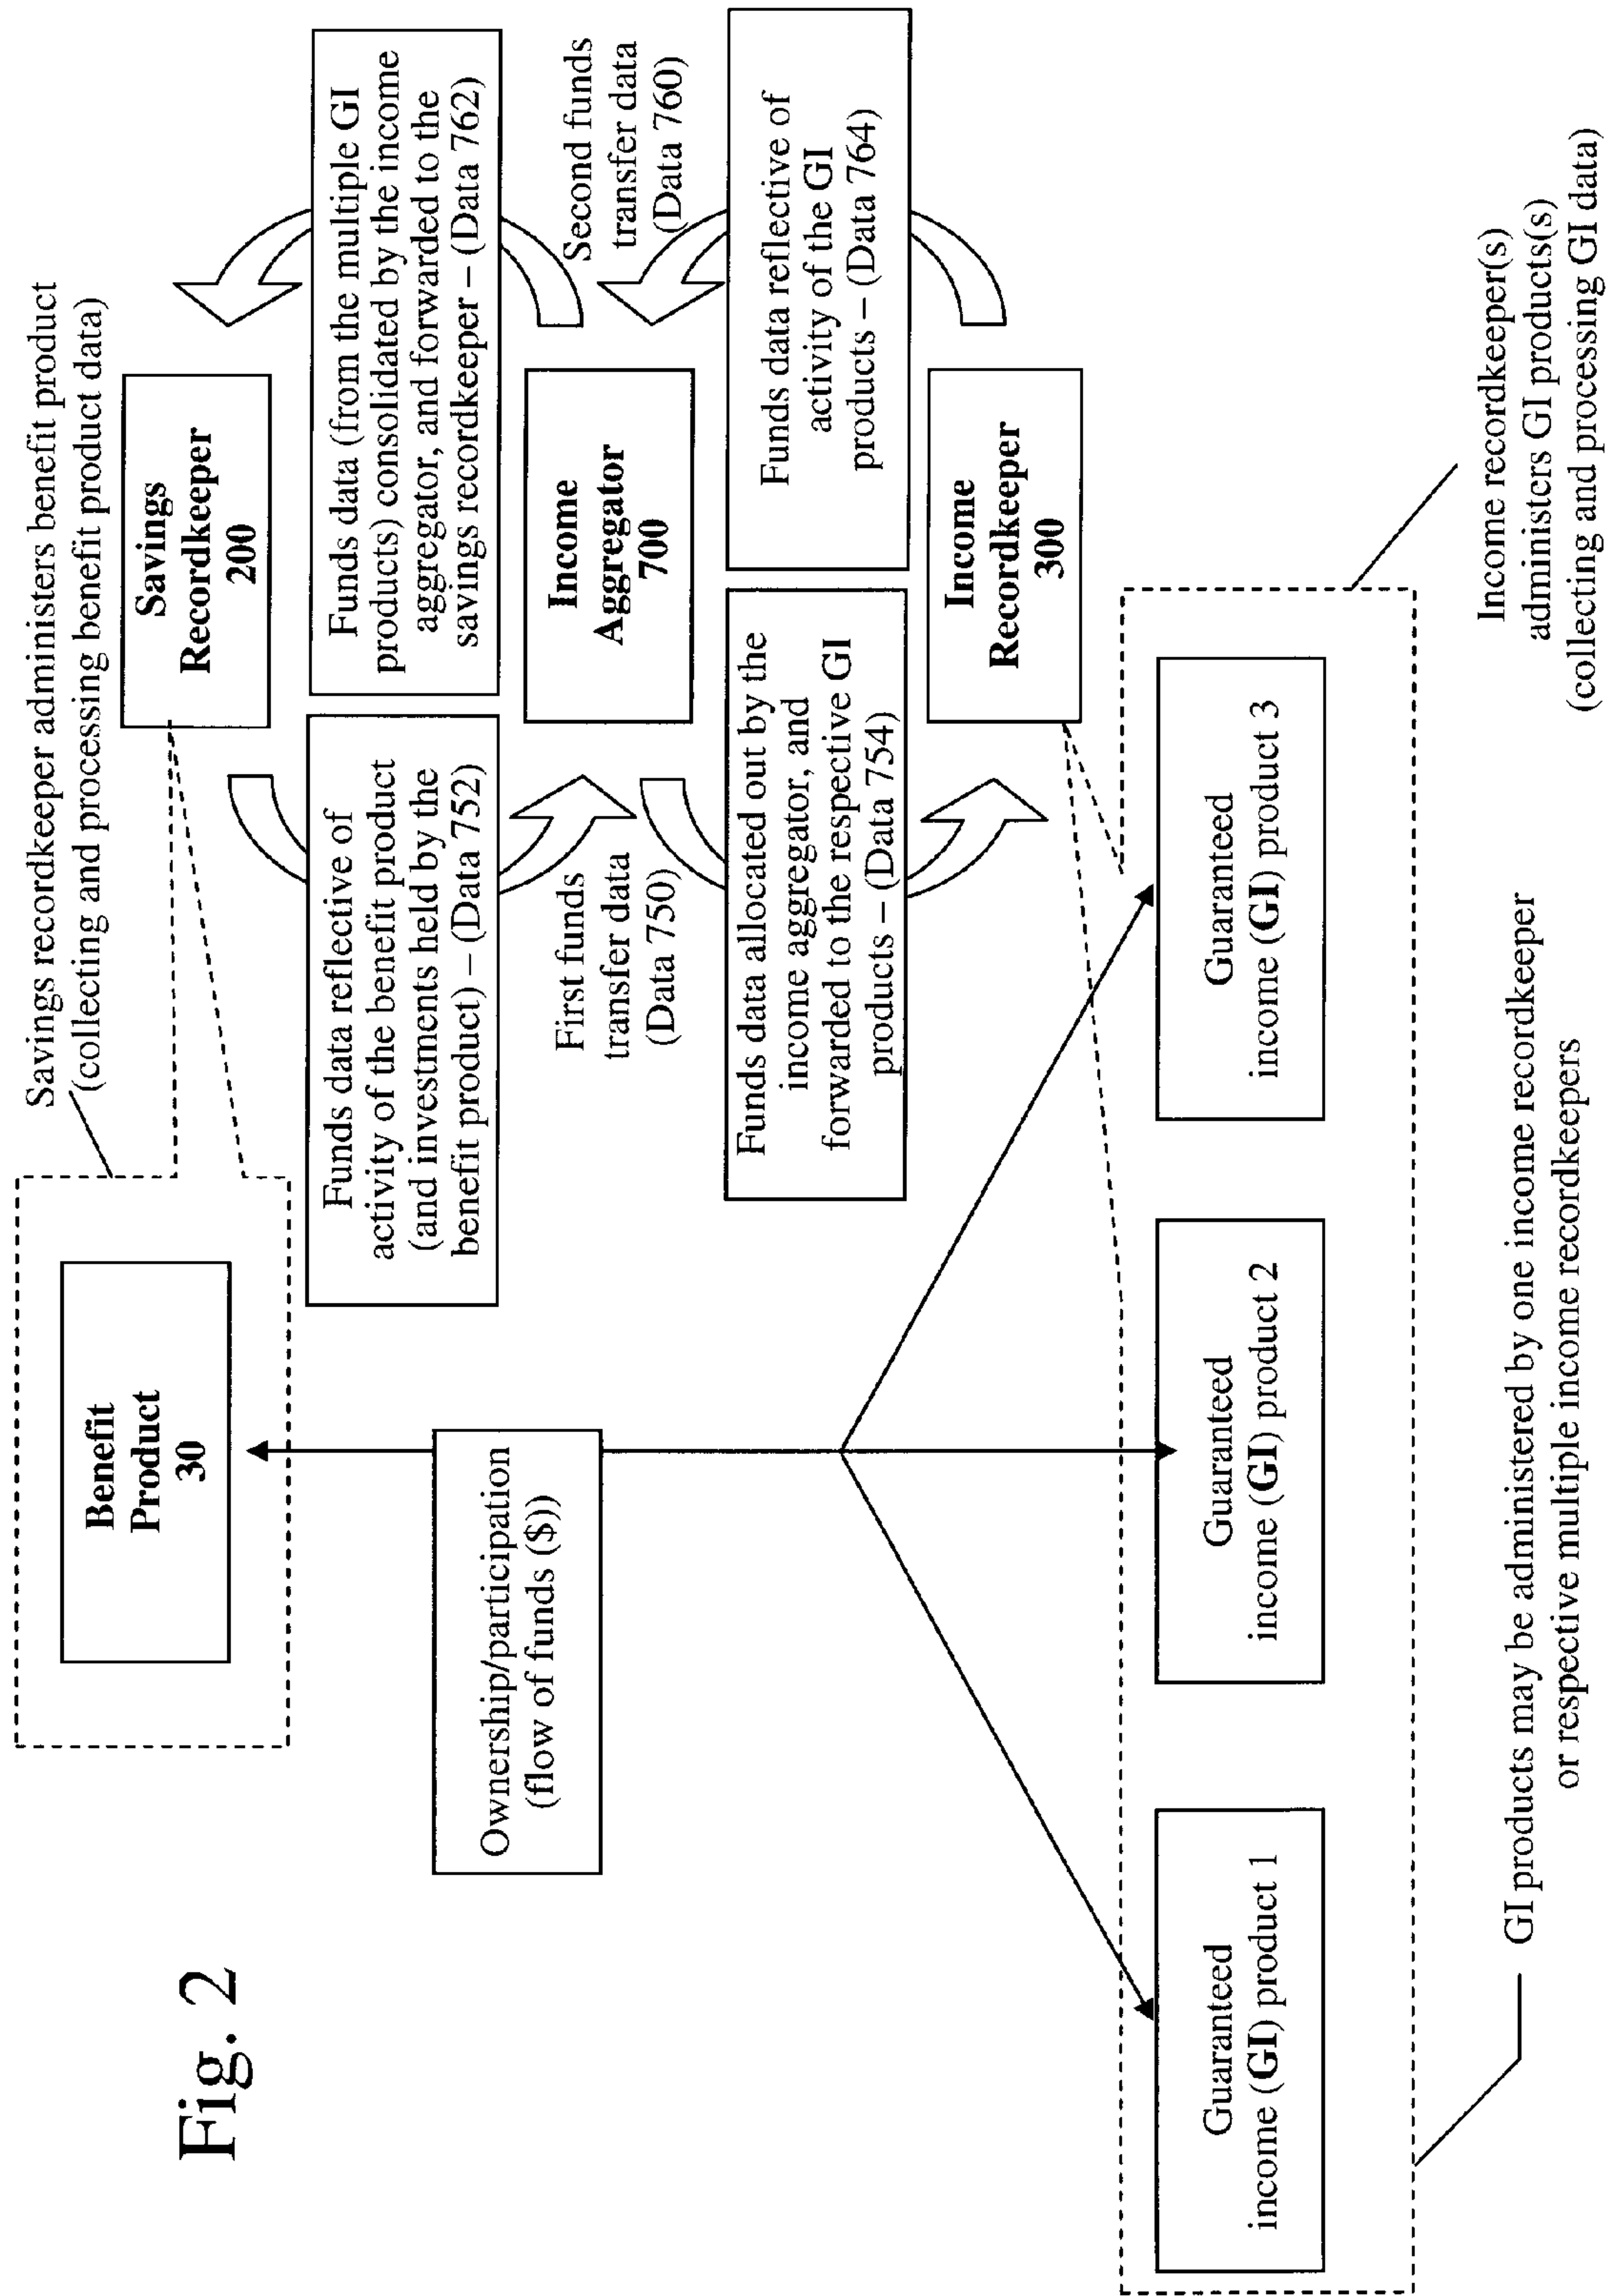 Fig. 2
Savings recordkeeper administers benefit product
(collecting and processing benefit product data)
Benefit
Product
30
Savings
Recordkeeper
200
Funds data reflective of
activity of the benefit product
(and investments held by the
benefit product) – (Data 752)
Funds data (from the multiple GI
products) consolidated by the income
aggregator, and forwarded to the
savings recordkeeper – (Data 762)
Ownership/participation
(flow of funds ($))
First funds
transfer data
(Data 750)
Income
Aggregator
700
Second funds
transfer data
(Data 760)
Funds data allocated out by the
income aggregator, and
forwarded to the respective GI
products – (Data 754)
Funds data reflective of
activity of the GI
products – (Data 764)
Income
Recordkeeper
300
Guaranteed
income (GI) product 1
Guaranteed
income (GI) product 2
Guaranteed
income (GI) product 3
Income recordkeeper(s)
administers GI products(s)
(collecting and processing GI data)
GI products may be administered by one income recordkeeper
or respective multiple income recordkeepers